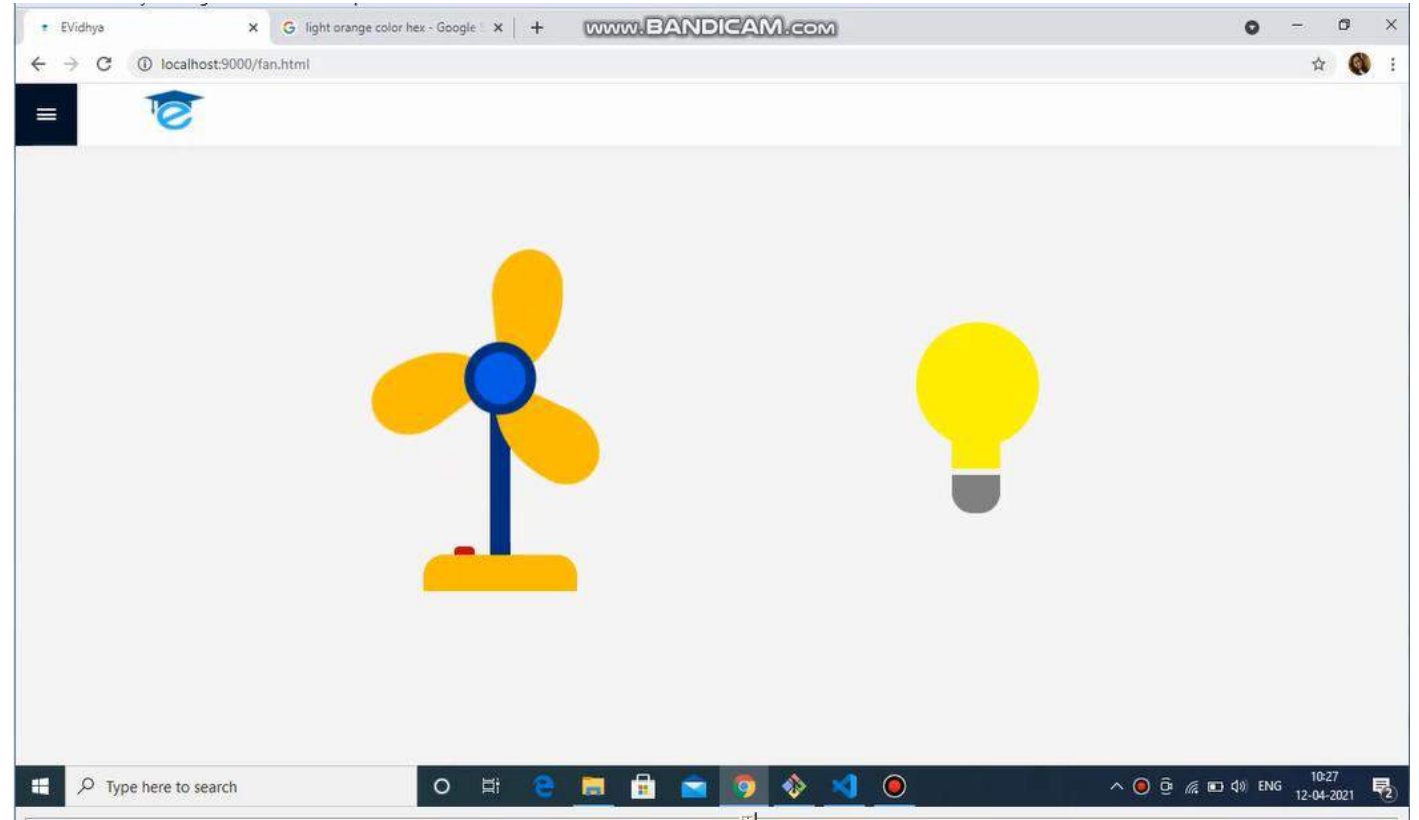 EVidhya
light orange color hex - Google
www.BANDICAM.com
localhost:9000/fan.html
e
Type here to search
ENG
10:27
12-04-2021
2